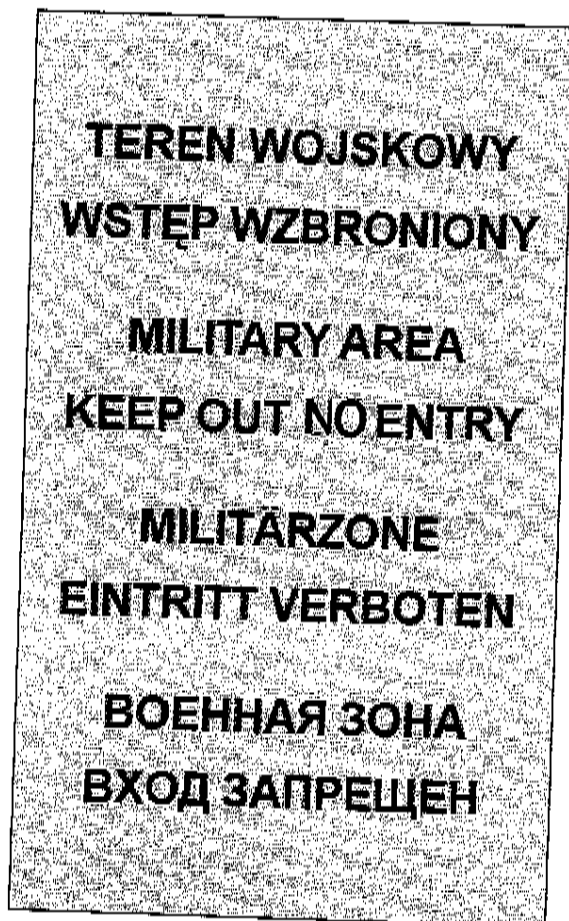 TEREN WOJSKOWY
WSTĘP WZBRONIONY
MILITARY AREA
KEEP OUT NO ENTRY
MILITÄRZONE
EINTRITT VERBOTEN
ВОЕННАЯ ЗОНА
ВХОД ЗАПРЕЩЕН